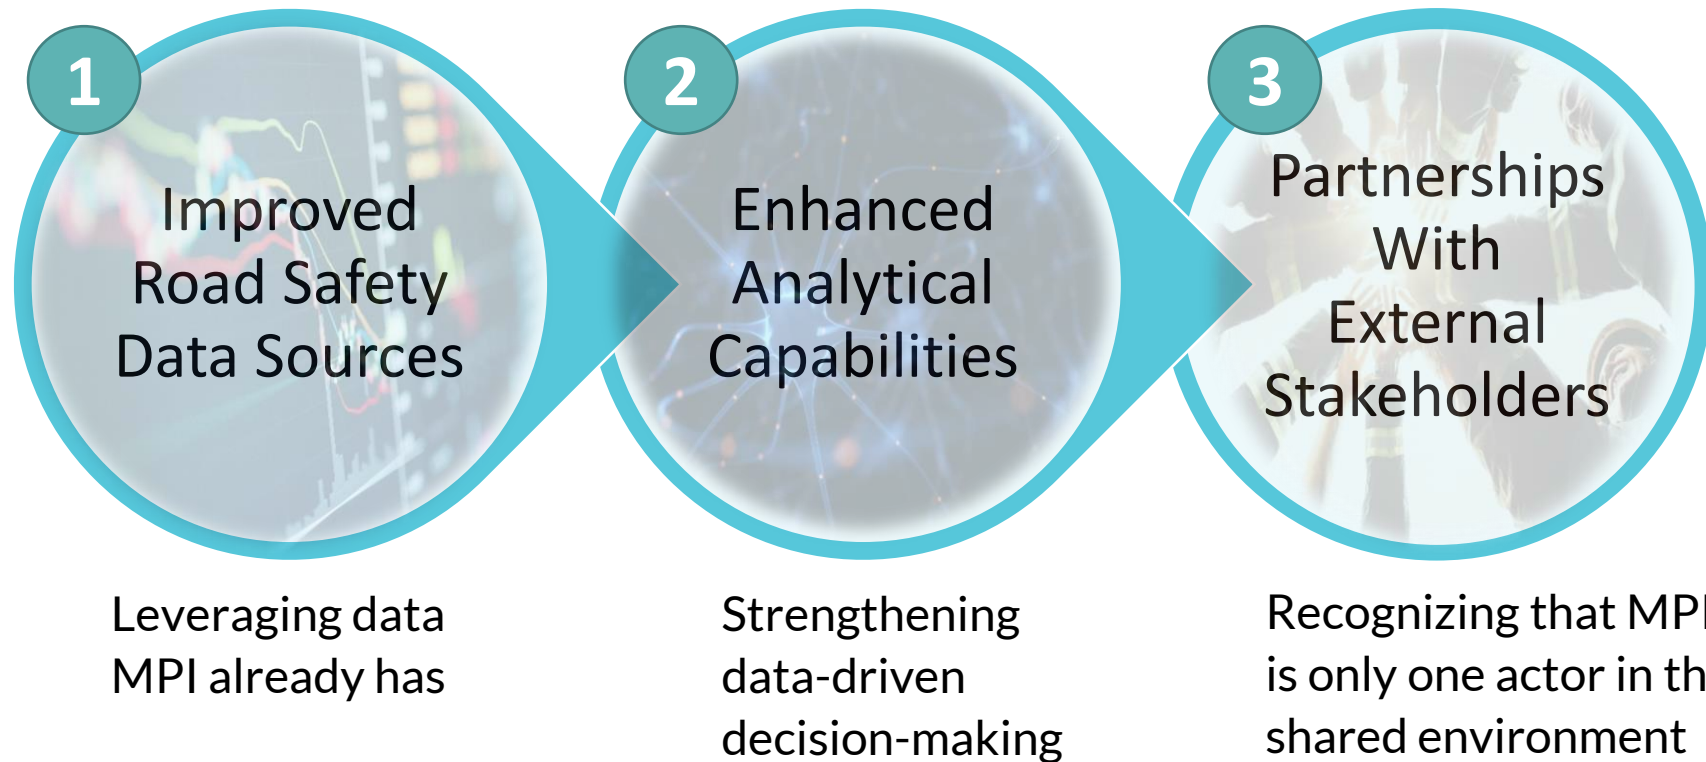 1
Improved
Road Safety
Data Sources
Leveraging data
MPI already has
2
Enhanced
Analytical
Capabilities
Strengthening
data-driven
decision-making
3
Partnerships
With
External
Stakeholders
Recognizing that MPI
is only one actor in
shared environment